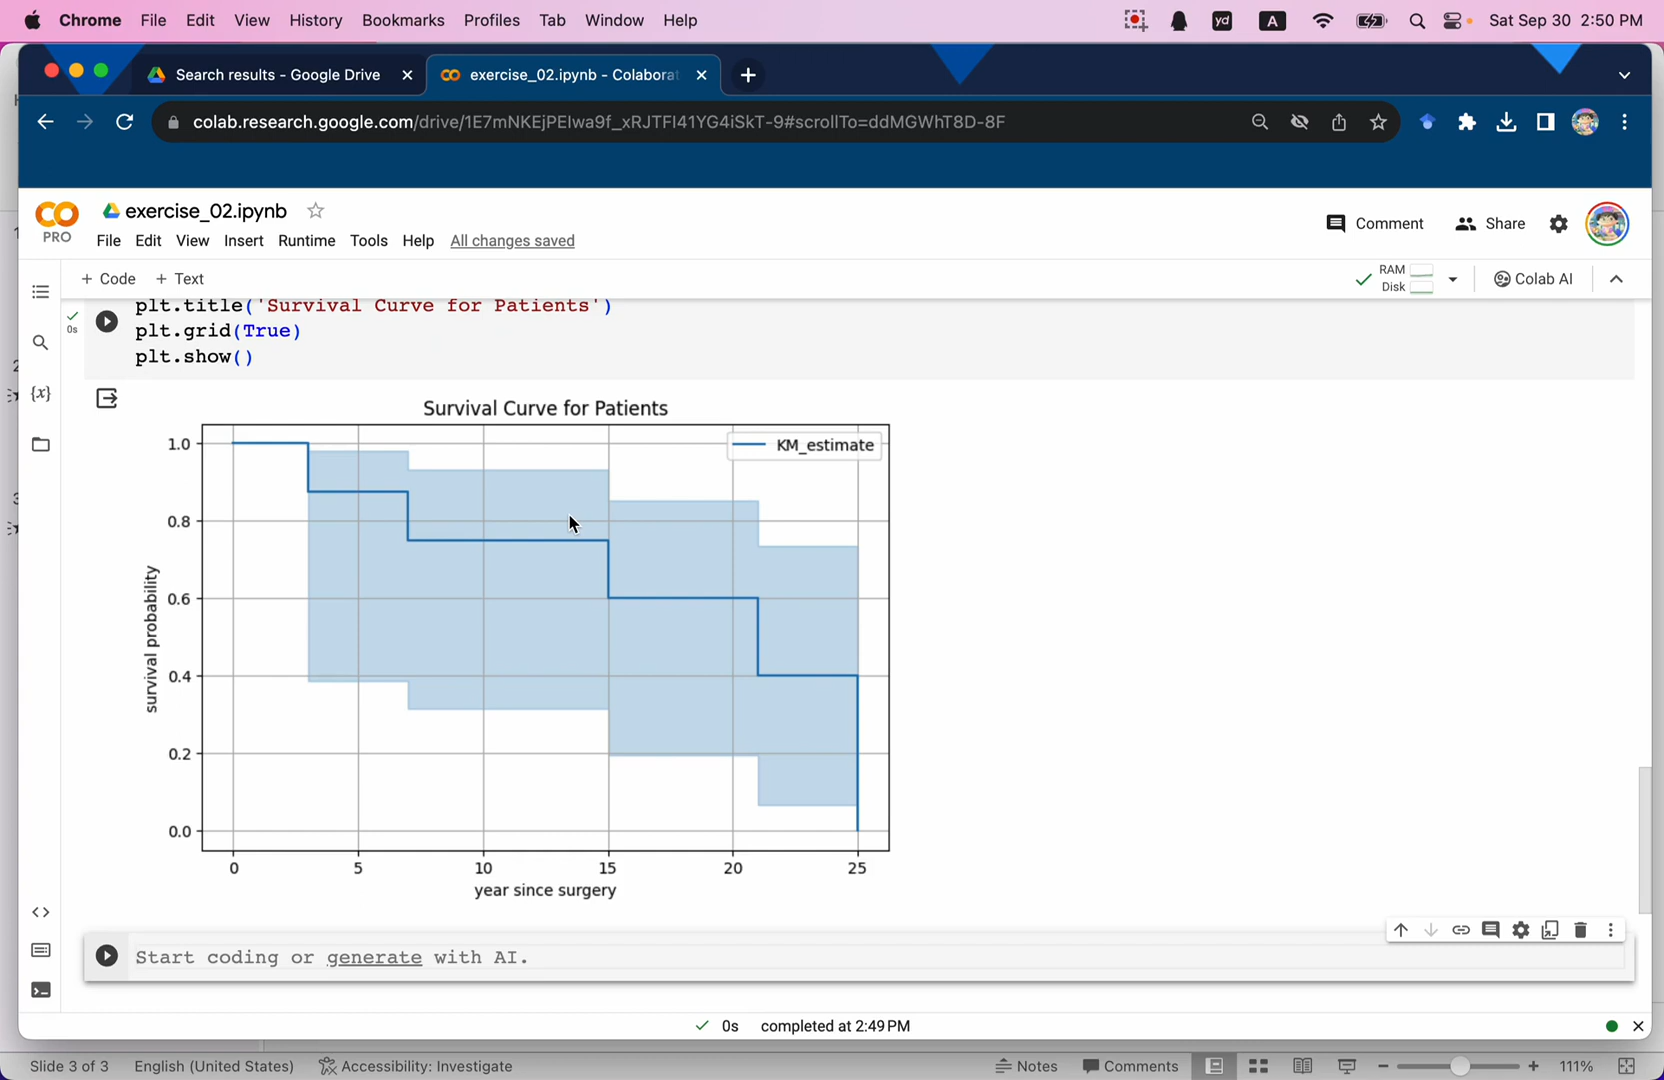 Chrome File Edit View History Bookmarks Profiles Tab Window Help yd A Sat Sep 30 2:50 PM
Search results - Google Drive exercise_02.ipynb - Colaborat
colab.research.google.com/drive/1E7mNKEjPEIwa9f_xRJTFI41YG4iSkT-9#scrollTo=ddMGWhT8D-8F
PRO exercise_02.ipynb
File Edit View Insert Runtime Tools Help All changes saved
Comment Share
+ Code + Text
RAM
Disk
Colab AI
0s
plt.title('Survival Curve for Patients')
plt.grid(True)
plt.show()
{x}
Survival Curve for Patients
KM_estimate
1.0
0.8
0.6
0.4
0.2
0.0
survival probability
0 5 10 15 20 25
year since surgery
Start coding or generate with AI.
0s completed at 2:49 PM
Slide 3 of 3 English (United States) Accessibility: Investigate Notes Comments 111%